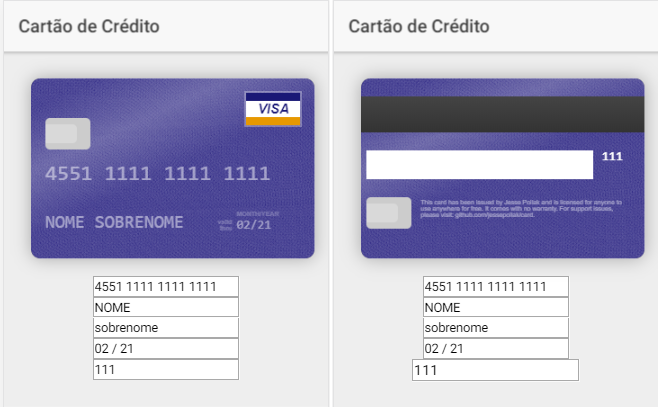 Cartão de Crédito
VISA
4551 1111 1111 1111
NOME SOBRENOME
MONTH/YEAR
valid
thru
02/21
4551 1111 1111 1111
NOME
sobrenome
02 / 21
111
Cartão de Crédito
111
This card has been issued by Jesse Pollak and is licensed for anyone to
use anywhere for free. It comes with no warranty. For support issues,
please visit: github.com/jessepollak/card.
4551 1111 1111 1111
NOME
sobrenome
02 / 21
111